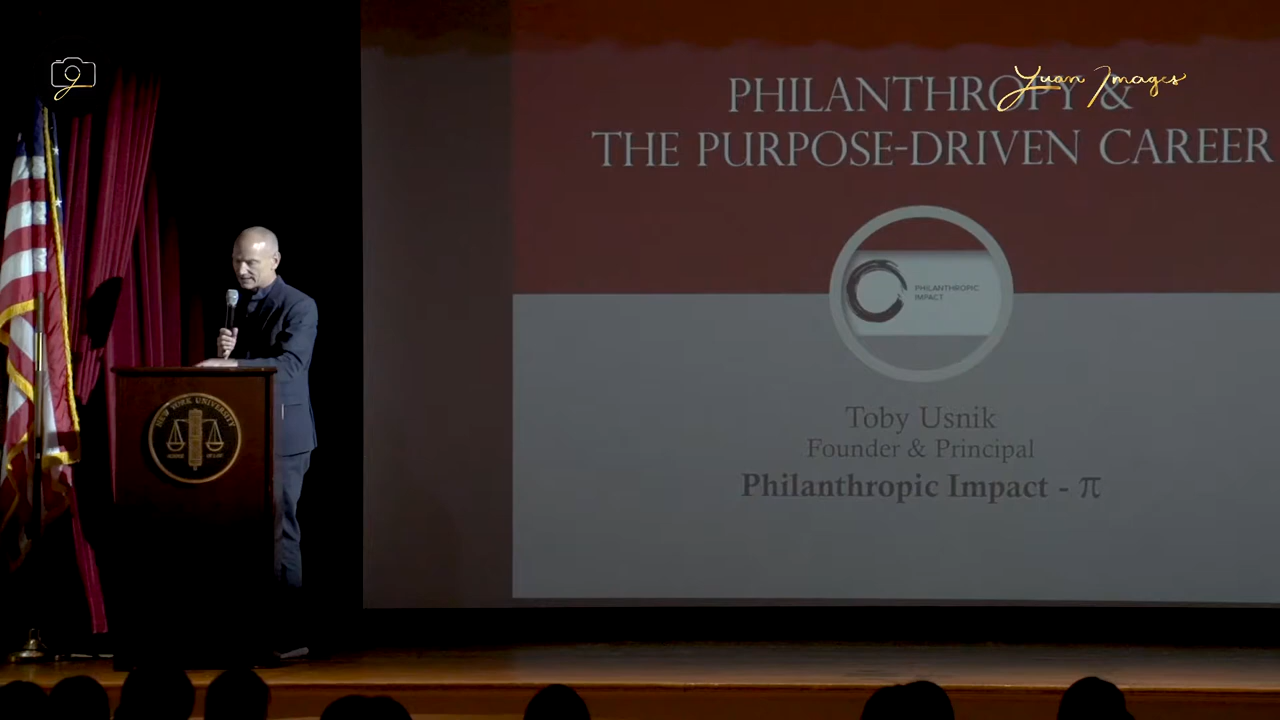 Yuan Images
PHILANTHROPY &
THE PURPOSE-DRIVEN CAREER
PHILANTHROPIC
IMPACT
Toby Usnik
Founder & Principal
Philanthropic Impact - π
NEW YORK UNIVERSITY